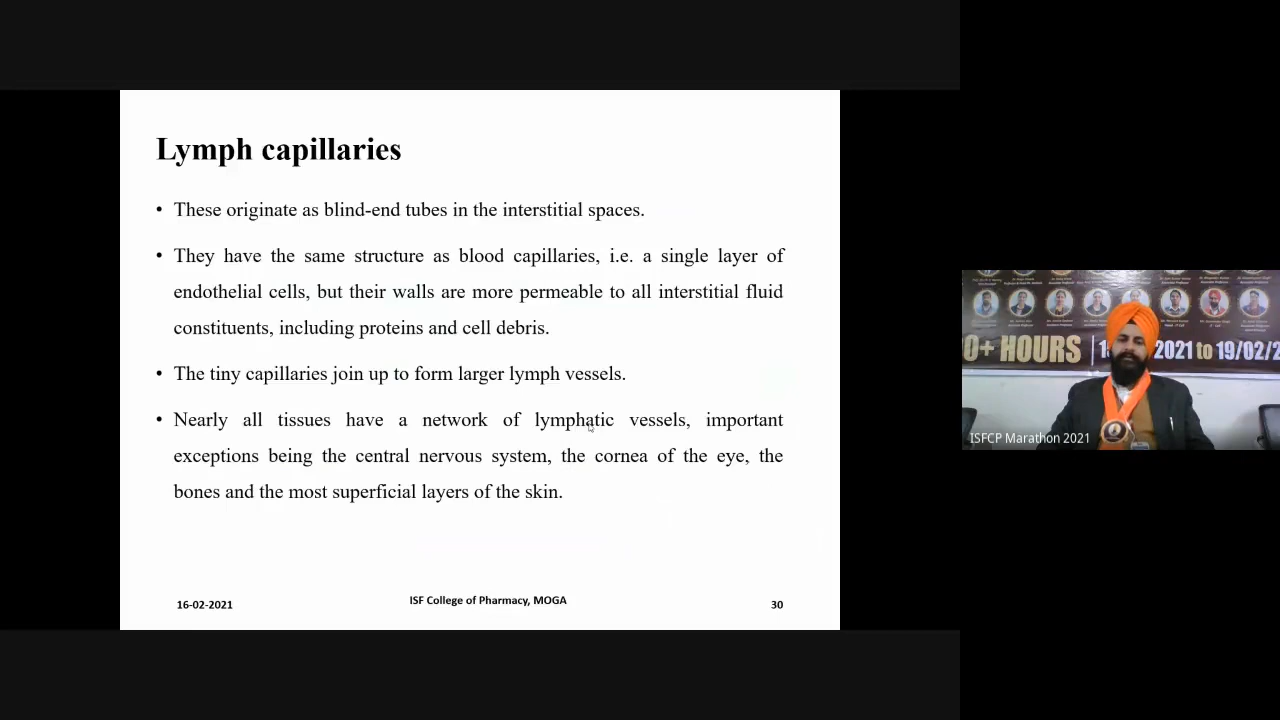 Lymph capillaries
• These originate as blind-end tubes in the interstitial spaces.
• They have the same structure as blood capillaries, i.e. a single layer of
endothelial cells, but their walls are more permeable to all interstitial fluid
constituents, including proteins and cell debris.
• The tiny capillaries join up to form larger lymph vessels.
• Nearly all tissues have a network of lymphatic vessels, important
exceptions being the central nervous system, the cornea of the eye, the
bones and the most superficial layers of the skin.
16-02-2021
ISF College of Pharmacy, MOGA
30
0+ HOURS
2021 to 19/02/2
ISFCP Marathon 2021